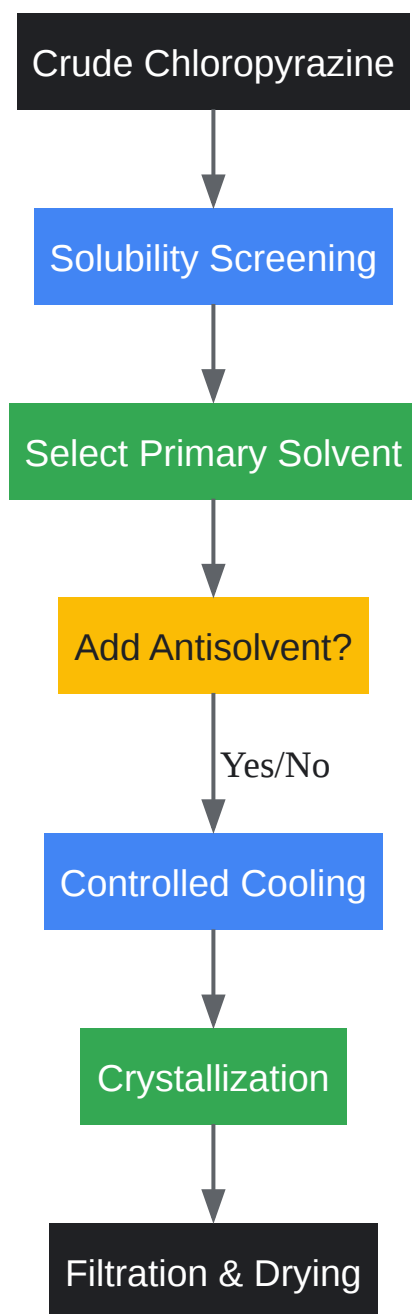 Crude Chloropyrazine
Solubility Screening
Select Primary Solvent
Add Antisolvent?
Yes/No
Controlled Cooling
Crystallization
Filtration & Drying